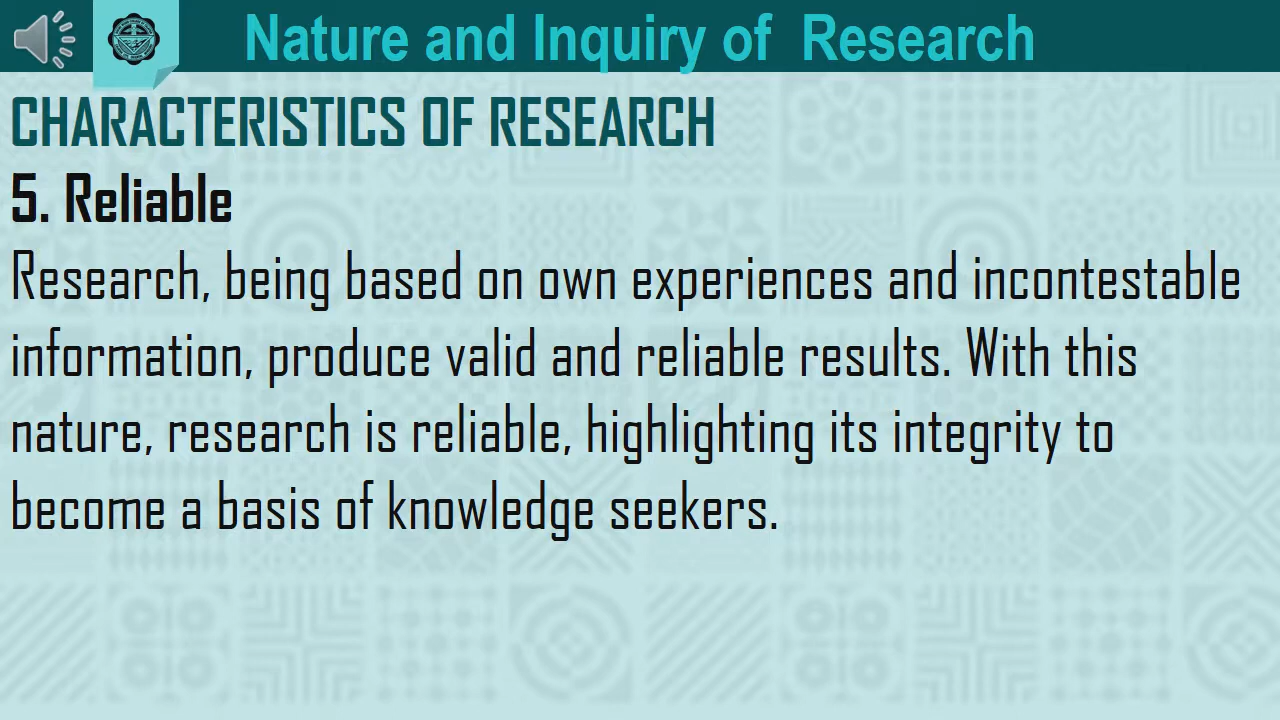 Nature and Inquiry of Research
CHARACTERISTICS OF RESEARCH
5. Reliable
Research, being based on own experiences and incontestable
information, produce valid and reliable results. With this
nature, research is reliable, highlighting its integrity to
become a basis of knowledge seekers.